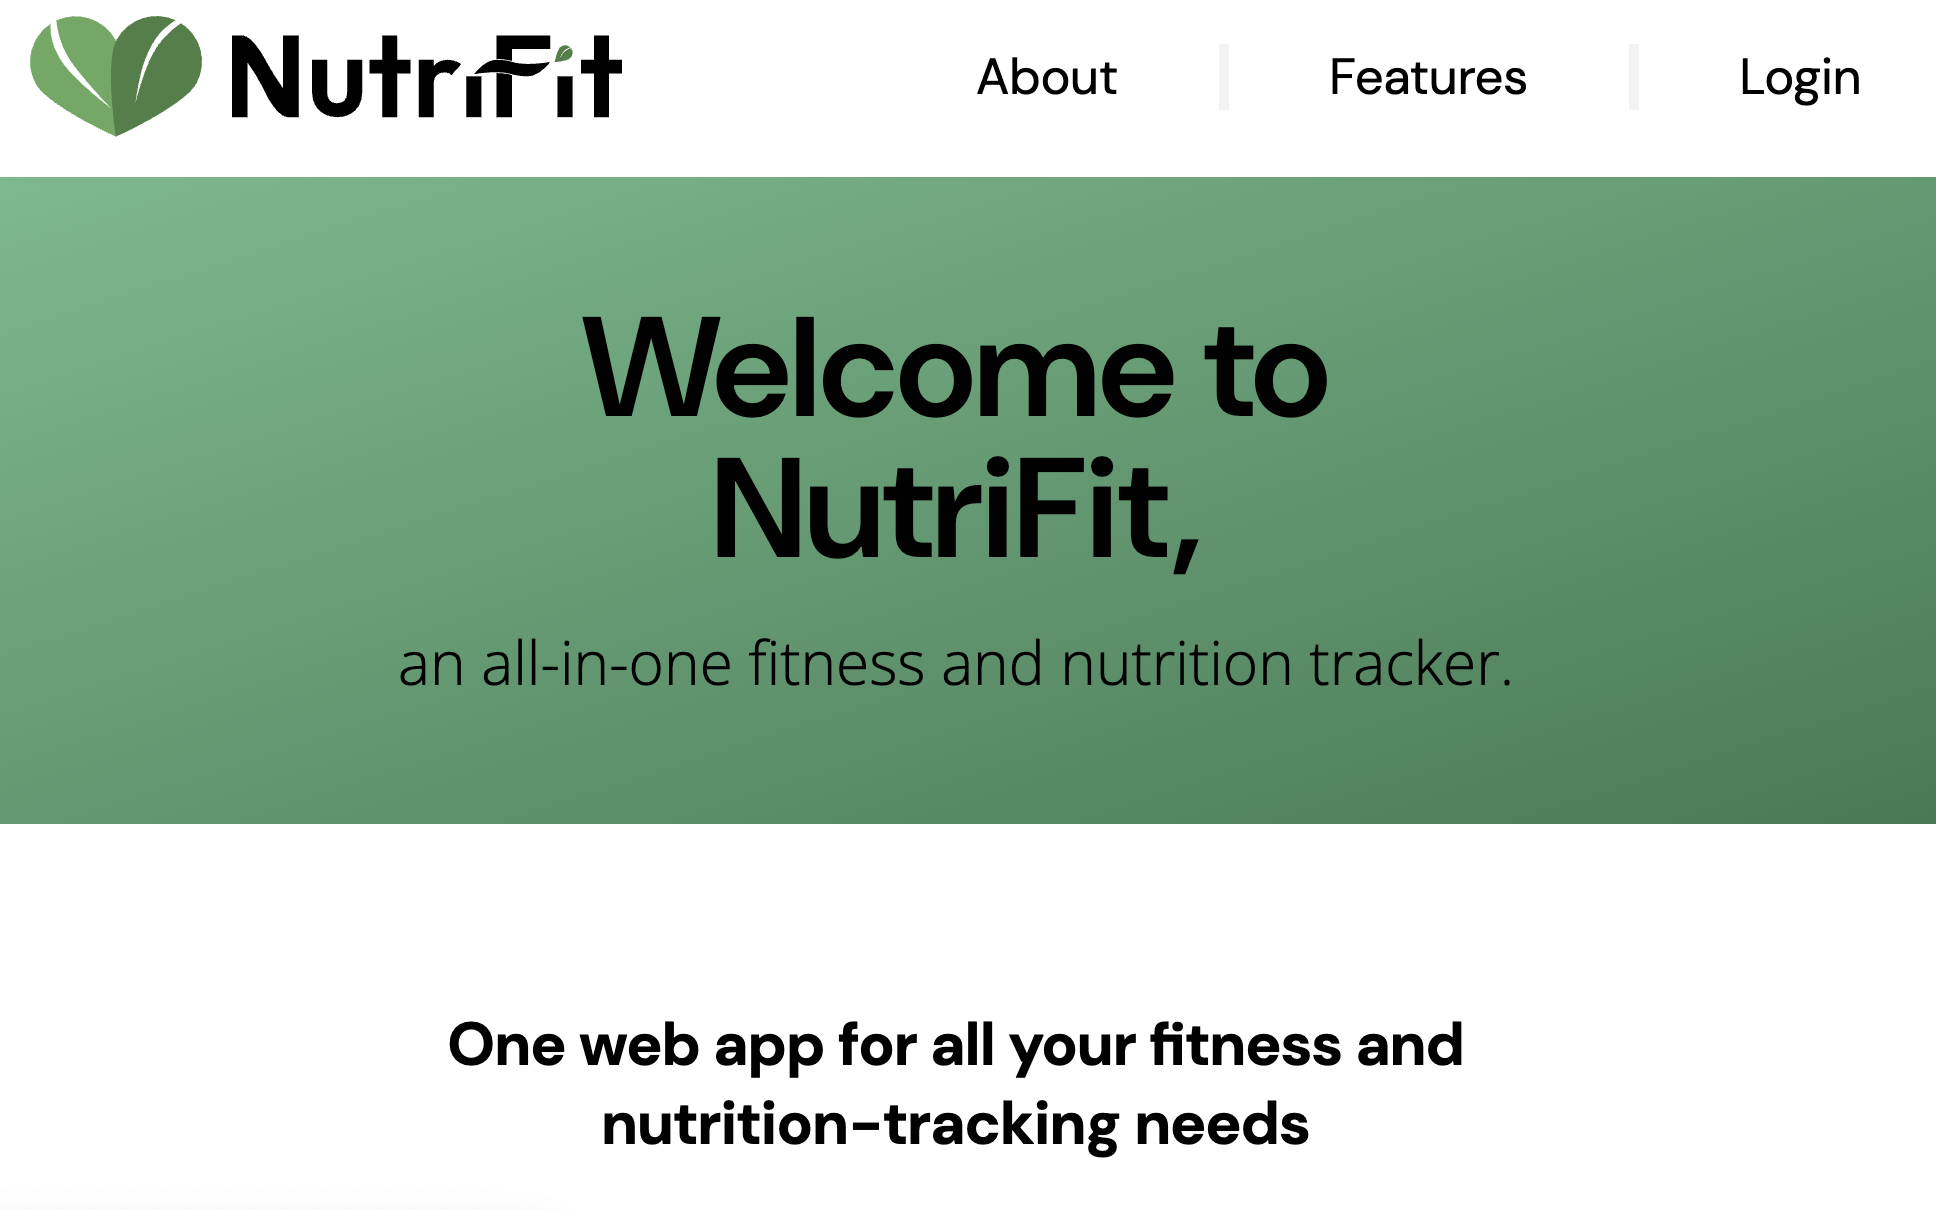 NutriFit
About
Features
Login
Welcome to
NutriFit,
an all-in-one fitness and nutrition tracker.
One web app for all your fitness and
nutrition-tracking needs